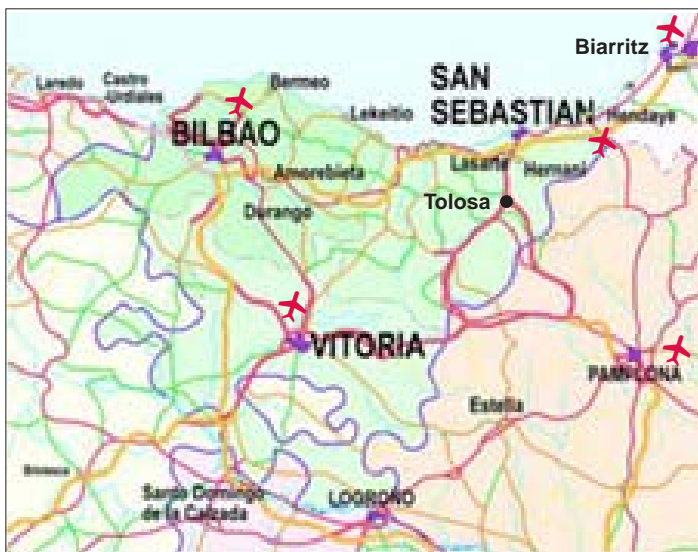 Biarritz
SAN
SEBASTIAN
Hendaya
Laredo
Castro
Urdiales
Bermeo
Lekeitio
BILBAO
Lasarte
Hernani
Amorebieta
Tolosa
Durango
VITORIA
PAMPLONA
Estella
Santo Domingo
de la Calzada
LOGROÑO